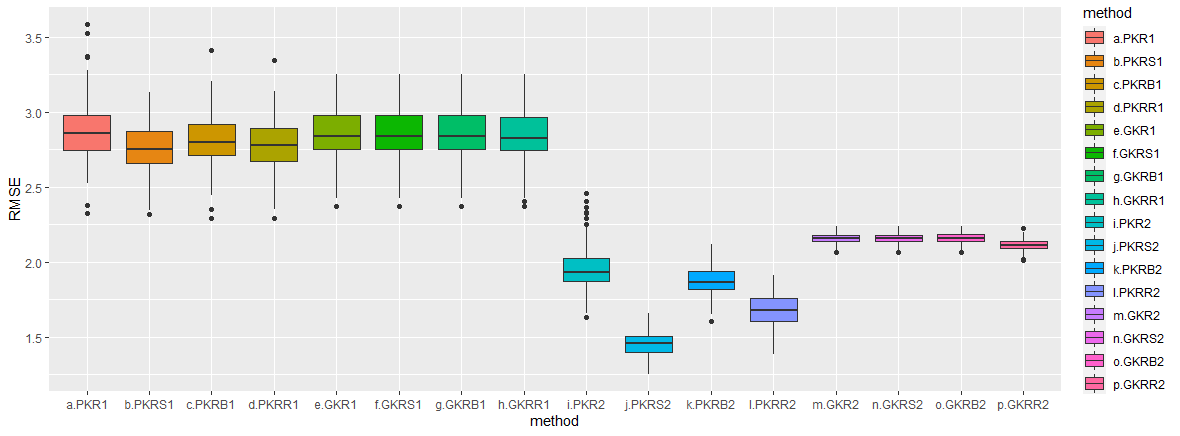 RMSE
3.5
3.0
2.5
2.0
1.5
a.PKR1 b.PKRS1 c.PKRB1 d.PKRR1 e.GKR1 f.GKRS1 g.GKRB1 h.GKRR1 i.PKR2 j.PKRS2 k.PKRB2 l.PKRR2 m.GKR2 n.GKRS2 o.GKRB2 p.GKRR2
method
method
a.PKR1
b.PKRS1
c.PKRB1
d.PKRR1
e.GKR1
f.GKRS1
g.GKRB1
h.GKRR1
i.PKR2
j.PKRS2
k.PKRB2
l.PKRR2
m.GKR2
n.GKRS2
o.GKRB2
p.GKRR2